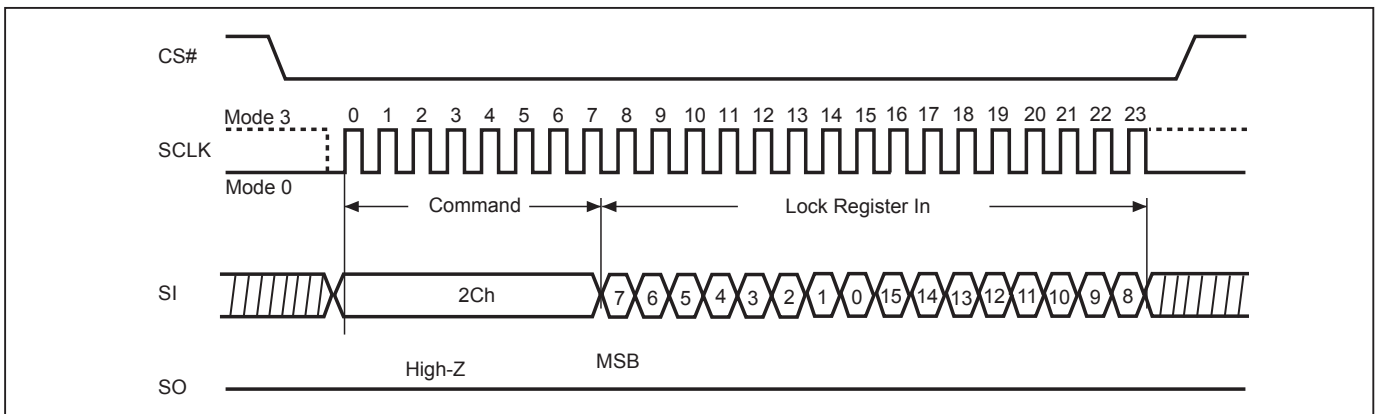 CS#
Mode 3
0 1 2 3 4 5 6 7 8 9 10 11 12 13 14 15 16 17 18 19 20 21 22 23
SCLK
Mode 0
Command
Lock Register In
SI
2Ch
7 6 5 4 3 2 1 0 15 14 13 12 11 10 9 8
High-Z
MSB
SO